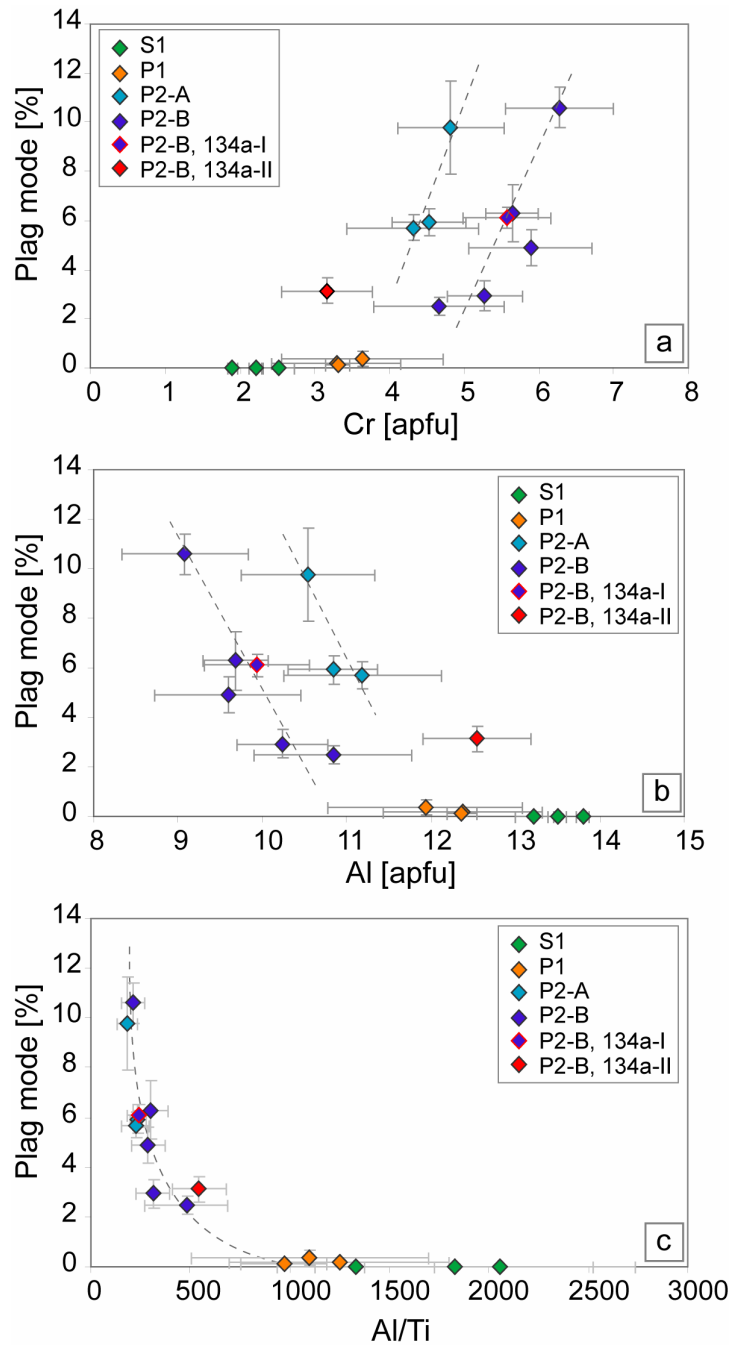 14
12
10
8
6
4
2
0
Plag mode [%]
S1
P1
P2-A
P2-B
P2-B, 134a-I
P2-B, 134a-II
a
0 1 2 3 4 5 6 7 8
Cr [apfu]
14
12
10
8
6
4
2
0
Plag mode [%]
S1
P1
P2-A
P2-B
P2-B, 134a-I
P2-B, 134a-II
b
8 9 10 11 12 13 14 15
Al [apfu]
14
12
10
8
6
4
2
0
Plag mode [%]
S1
P1
P2-A
P2-B
P2-B, 134a-I
P2-B, 134a-II
c
0 500 1000 1500 2000 2500 3000
Al/Ti